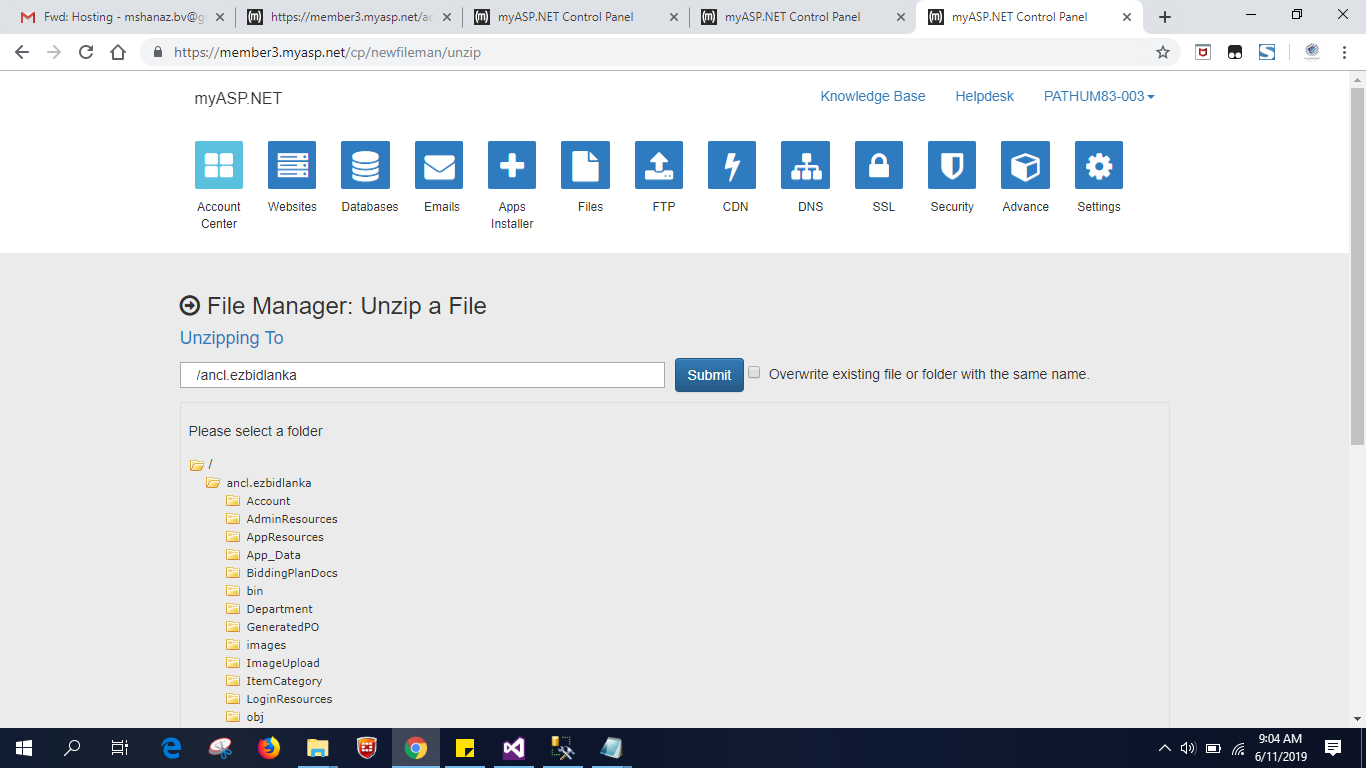 Fwd: Hosting - mshanaz.bv@g
https://member3.myasp.net/ac
myASP.NET Control Panel
myASP.NET Control Panel
myASP.NET Control Panel
https://member3.myasp.net/cp/newfileman/unzip
myASP.NET
Knowledge Base
Helpdesk
PATHUM83-003
Account Center
Websites
Databases
Emails
Apps Installer
Files
FTP
CDN
DNS
SSL
Security
Advance
Settings
File Manager: Unzip a File
Unzipping To
/ancl.ezbidlanka
Submit
Overwrite existing file or folder with the same name.
Please select a folder
/
ancl.ezbidlanka
Account
AdminResources
AppResources
App_Data
BiddingPlanDocs
bin
Department
GeneratedPO
images
ImageUpload
ItemCategory
LoginResources
obj
9:04 AM
6/11/2019